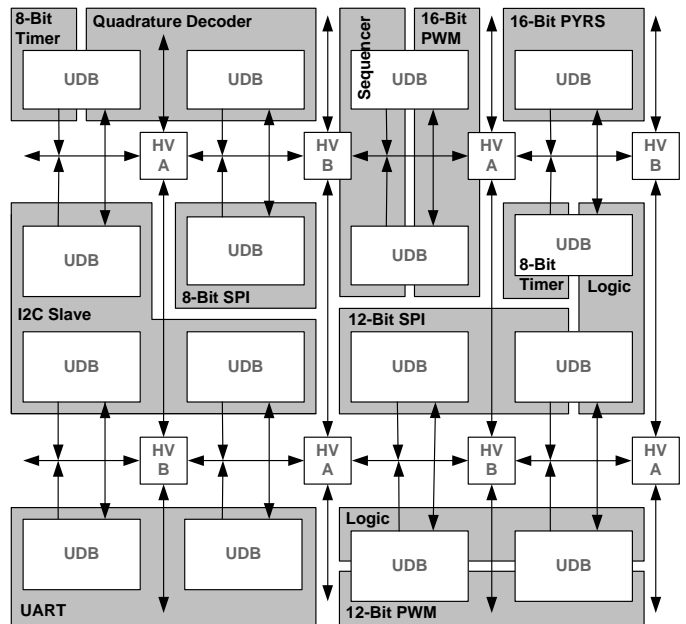 8-Bit
Timer
Quadrature Decoder
Sequencer
16-Bit
PWM
16-Bit PYRS
UDB
UDB
UDB
UDB
HV
A
HV
B
HV
A
HV
B
UDB
UDB
UDB
UDB
8-Bit
Timer
Logic
8-Bit SPI
I2C Slave
12-Bit SPI
UDB
UDB
UDB
UDB
HV
B
HV
A
HV
B
HV
A
Logic
UDB
UDB
UDB
UDB
UART
12-Bit PWM